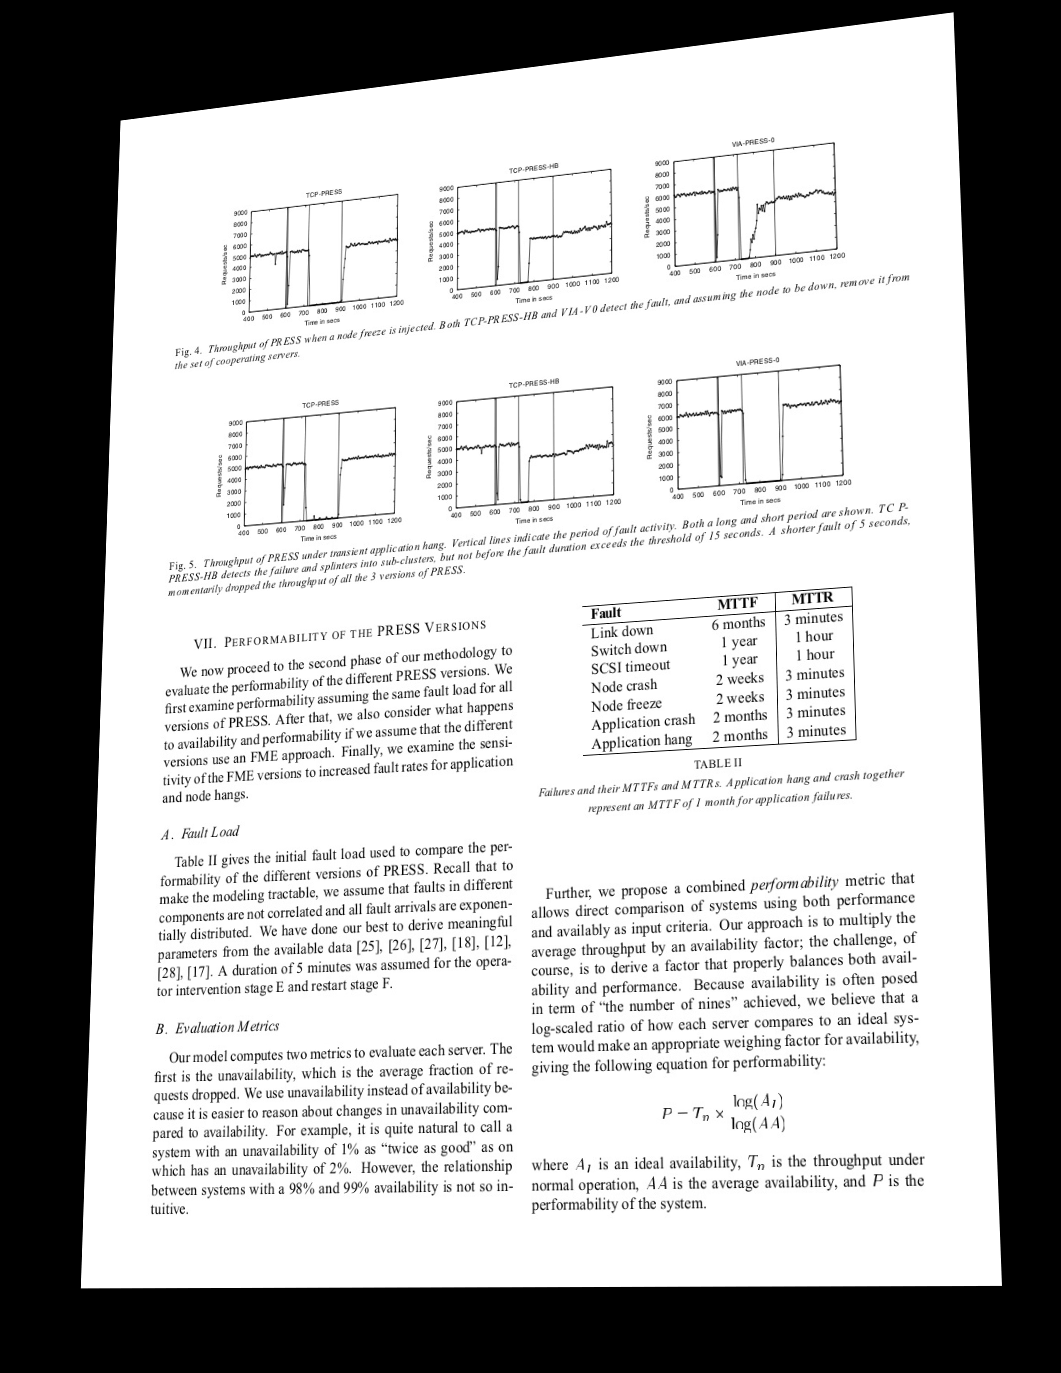 TCP-PRESS
9000
8000
7000
6000
5000
4000
3000
2000
1000
0
Requests/sec
400 500 600 700 800 900 1000 1100 1200
Time in secs
TCP-PRESS-HB
9000
8000
7000
6000
5000
4000
3000
2000
1000
0
Requests/sec
400 500 600 700 800 900 1000 1100 1200
Time in secs
VIA-PRESS-0
9000
8000
7000
6000
5000
4000
3000
2000
1000
0
Requests/sec
400 500 600 700 800 900 1000 1100 1200
Time in secs
Fig. 4. Throughput of PRESS when a node freeze is injected. Both TCP-PRESS-HB and VIA-V0 detect the fault, and assuming the node to be down, remove it from
the set of cooperating servers.
TCP-PRESS
9000
8000
7000
6000
5000
4000
3000
2000
1000
0
Requests/sec
400 500 600 700 800 900 1000 1100 1200
Time in secs
TCP-PRESS-HB
9000
8000
7000
6000
5000
4000
3000
2000
1000
0
Requests/sec
400 500 600 700 800 900 1000 1100 1200
Time in secs
VIA-PRESS-0
9000
8000
7000
6000
5000
4000
3000
2000
1000
0
Requests/sec
400 500 600 700 800 900 1000 1100 1200
Time in secs
Fig. 5. Throughput of PRESS under transient application hang. Vertical lines indicate the period of fault activity. Both a long and short period are shown. TCP-
PRESS-HB detects the failure and splinters into sub-clusters, but not before the fault duration exceeds the threshold of 15 seconds. A shorter fault of 5 seconds,
momentarily dropped the throughput of all the 3 versions of PRESS.
VII. PERFORMABILITY OF THE PRESS VERSIONS
We now proceed to the second phase of our methodology to
evaluate the performability of the different PRESS versions. We
first examine performability assuming the same fault load for all
versions of PRESS. After that, we also consider what happens
to availability and performability if we assume that the different
versions use an FME approach. Finally, we examine the sensi-
tivity of the FME versions to increased fault rates for application
and node hangs.
A. Fault Load
Table II gives the initial fault load used to compare the per-
formability of the different versions of PRESS. Recall that to
make the modeling tractable, we assume that faults in different
components are not correlated and all fault arrivals are exponen-
tially distributed. We have done our best to derive meaningful
parameters from the available data [25], [26], [27], [18], [12],
[28], [17]. A duration of 5 minutes was assumed for the opera-
tor intervention stage E and restart stage F.
B. Evaluation Metrics
Our model computes two metrics to evaluate each server. The
first is the unavailability, which is the average fraction of re-
quests dropped. We use unavailability instead of availability be-
cause it is easier to reason about changes in unavailability com-
pared to availability. For example, it is quite natural to call a
system with an unavailability of 1% as “twice as good” as on
which has an unavailability of 2%. However, the relationship
between systems with a 98% and 99% availability is not so in-
tuitive.
Fault MTTF MTTR
Link down 6 months 3 minutes
Switch down 1 year 1 hour
SCSI timeout 1 year 1 hour
Node crash 2 weeks 3 minutes
Node freeze 2 weeks 3 minutes
Application crash 2 months 3 minutes
Application hang 2 months 3 minutes
TABLE II
Failures and their MTTFs and MTTRs. Application hang and crash together
represent an MTTF of 1 month for application failures.
Further, we propose a combined performability metric that
allows direct comparison of systems using both performance
and availably as input criteria. Our approach is to multiply the
average throughput by an availability factor; the challenge, of
course, is to derive a factor that properly balances both avail-
ability and performance. Because availability is often posed
in term of “the number of nines” achieved, we believe that a
log-scaled ratio of how each server compares to an ideal sys-
tem would make an appropriate weighing factor for availability,
giving the following equation for performability:
P − Tn × log(AI) / log(AA)
where AI is an ideal availability, Tn is the throughput under
normal operation, AA is the average availability, and P is the
performability of the system.